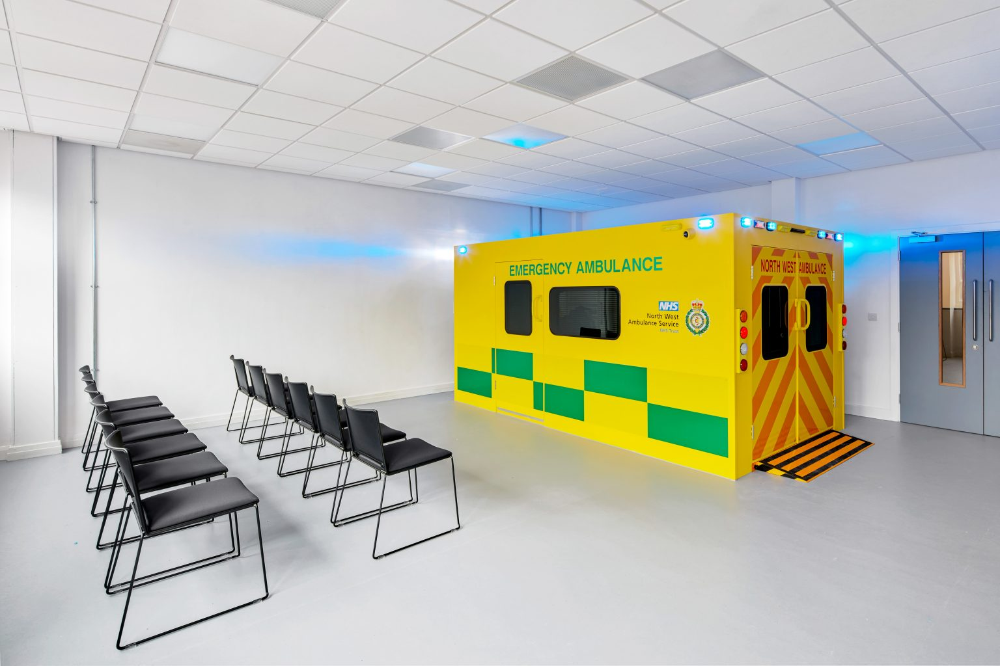 EMERGENCY AMBULANCE
NHS
North West
Ambulance Service
NHS Trust
NORTH WEST AMBULANCE